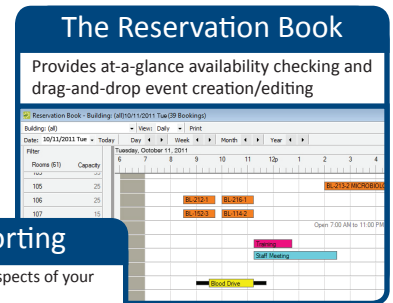 The Reservation Book
Provides at-a-glance availability checking and
drag-and-drop event creation/editing
Reservation Book - Building: (all)10/11/2011 Tue(39 Bookings)
Building: (all) View: Daily Print
Date: 10/11/2011 Tue Today Day Week Month Year
Filter Tuesday, October 11, 2011
Rooms (61) Capacity 6 7 8 9 10 11 12p 1 2 3 4
105 25 BL-213-2 MICROBIOLO
106 25 BL-212-1 BL-216-1
107 15 BL-152-3 BL-114-2
Open 7:00 AM to 11:00 PM
orting
Training
Staff Meeting
spects of your
Blood Drive